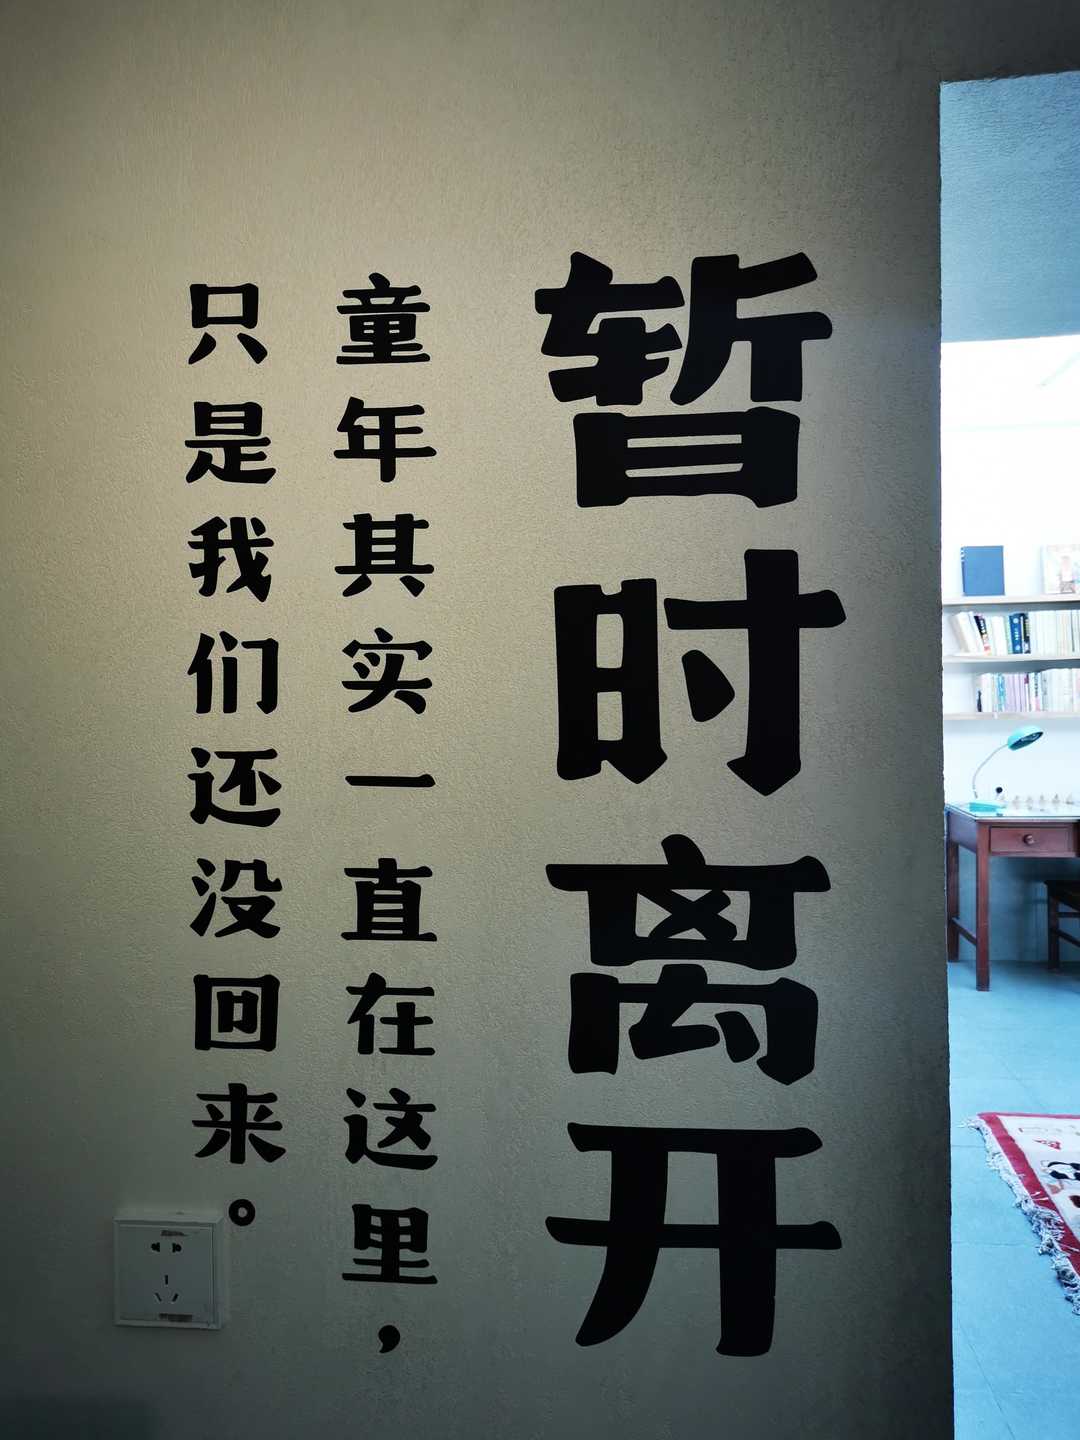 暂时离开
童年其实一直在这里，
只是我们还没回来。